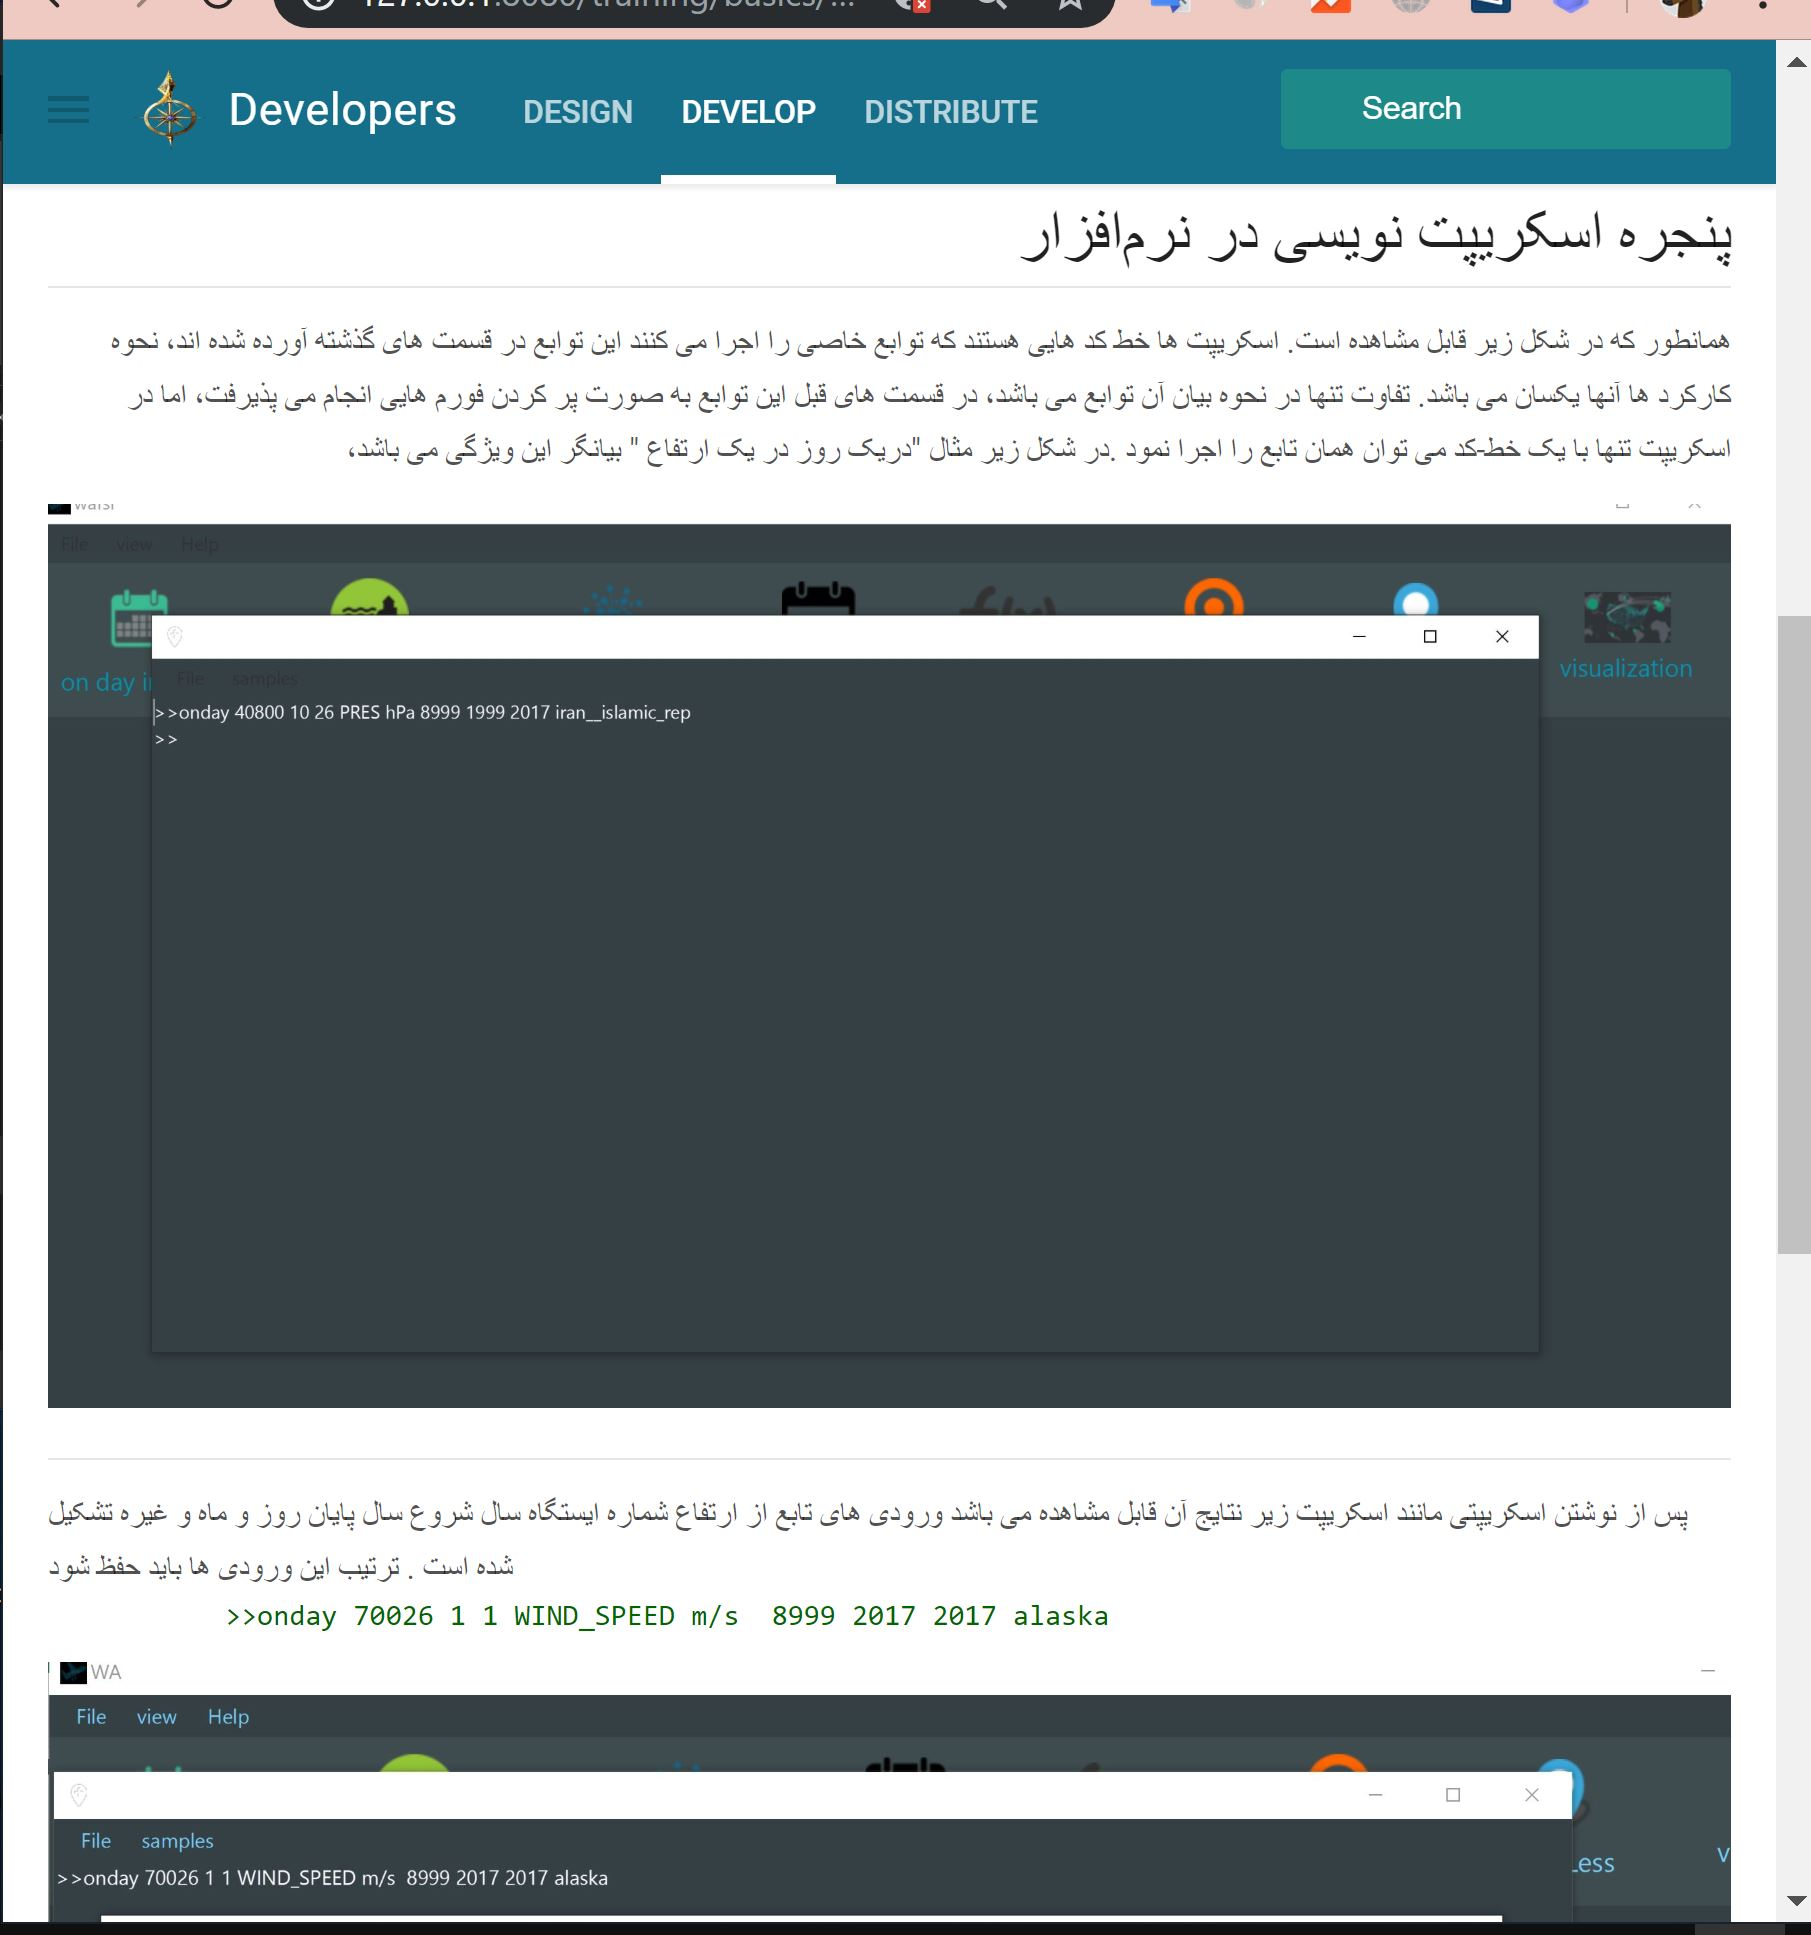 Developers DESIGN DEVELOP DISTRIBUTE Search
پنجره اسکریپت نویسی در نرم‌افزار
همانطور که در شکل زیر قابل مشاهده است. اسکریپت ها خط کد هایی هستند که توابع خاصی را اجرا می کنند این توابع در قسمت های گذشته آورده شده اند، نحوه
کارکرد ها آنها یکسان می باشد. تفاوت تنها در نحوه بیان آن توابع می باشد، در قسمت های قبل این توابع به صورت پر کردن فورم هایی انجام می پذیرفت، اما در
اسکریپت تنها با یک خط-کد می توان همان تابع را اجرا نمود .در شکل زیر مثال "دریک روز در یک ارتفاع " بیانگر این ویژگی می باشد،
File view Help
on day
visualization
File samples
>>onday 40800 10 26 PRES hPa 8999 1999 2017 iran__islamic_rep
>>
پس از نوشتن اسکریپتی مانند اسکریپت زیر نتایج آن قابل مشاهده می باشد ورودی های تابع از ارتفاع شماره ایستگاه سال شروع سال پایان روز و ماه و غیره تشکیل
شده است . ترتیب این ورودی ها باید حفظ شود
>>onday 70026 1 1 WIND_SPEED m/s  8999 2017 2017 alaska
WA
File view Help
File samples
Less
>>onday 70026 1 1 WIND_SPEED m/s  8999 2017 2017 alaska